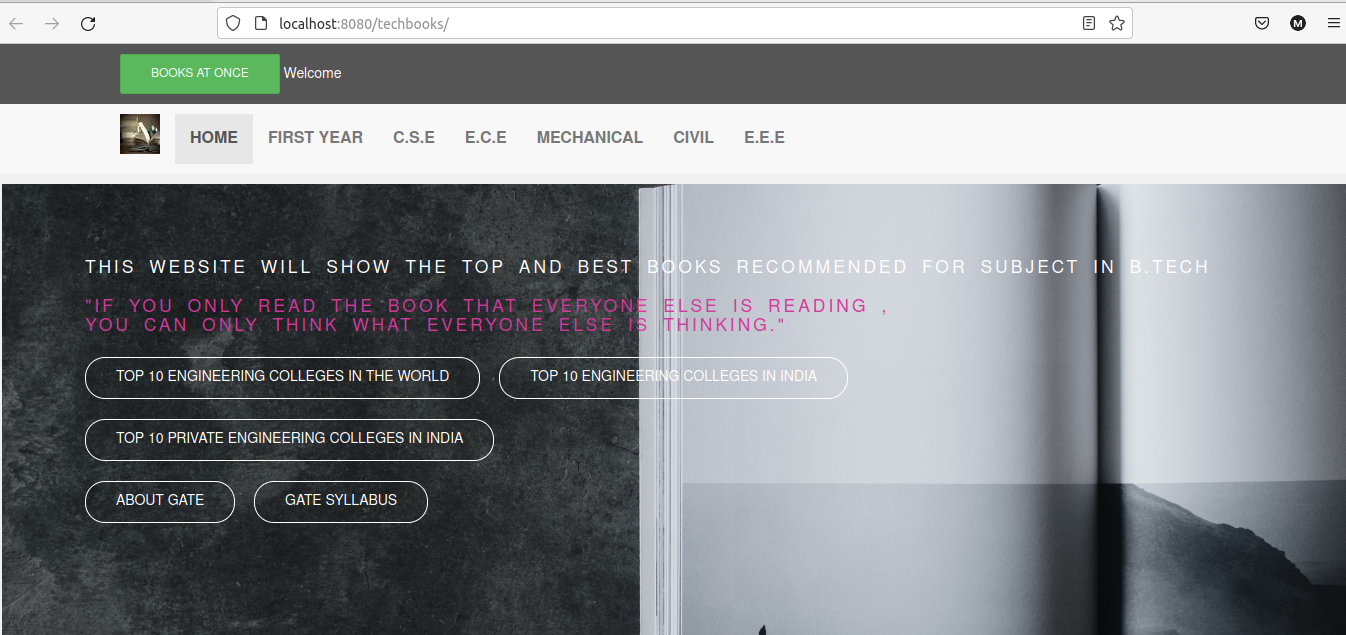 localhost:8080/techbooks/
M
BOOKS AT ONCE Welcome
HOME FIRST YEAR C.S.E E.C.E MECHANICAL CIVIL E.E.E
THIS WEBSITE WILL SHOW THE TOP AND BEST BOOKS RECOMMENDED FOR SUBJECT IN B.TECH
"IF YOU ONLY READ THE BOOK THAT EVERYONE ELSE IS READING ,
YOU CAN ONLY THINK WHAT EVERYONE ELSE IS THINKING."
TOP 10 ENGINEERING COLLEGES IN THE WORLD TOP 10 ENGINEERING COLLEGES IN INDIA
TOP 10 PRIVATE ENGINEERING COLLEGES IN INDIA
ABOUT GATE GATE SYLLABUS